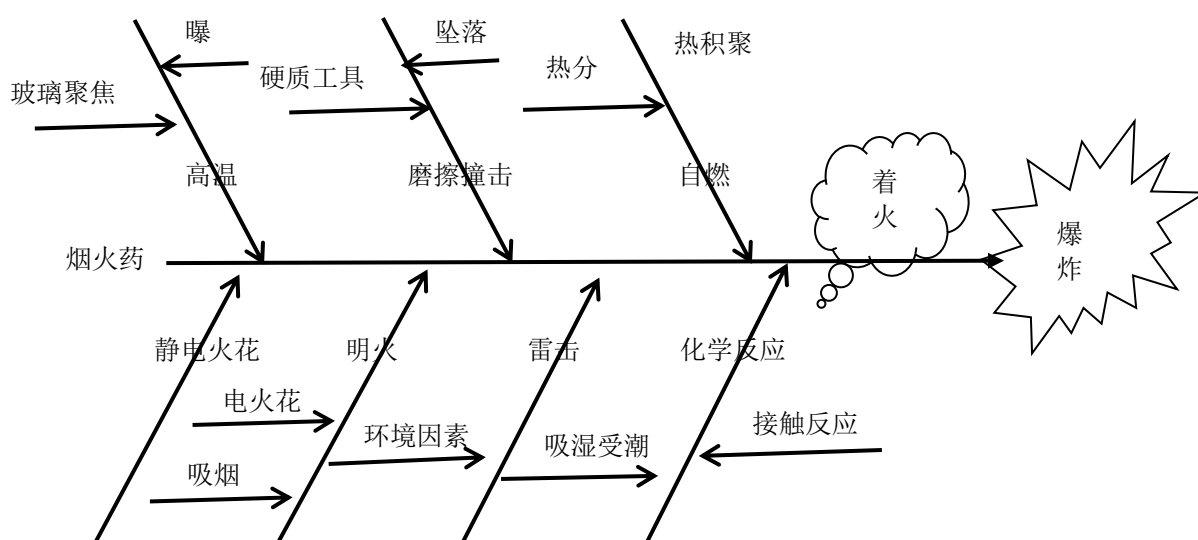 曝
坠落
热积聚
硬质工具
热分
玻璃聚焦
高温
磨擦撞击
自燃
着
火
爆
炸
烟火药
静电火花
明火
雷击
化学反应
电火花
接触反应
环境因素
吸湿受潮
吸烟